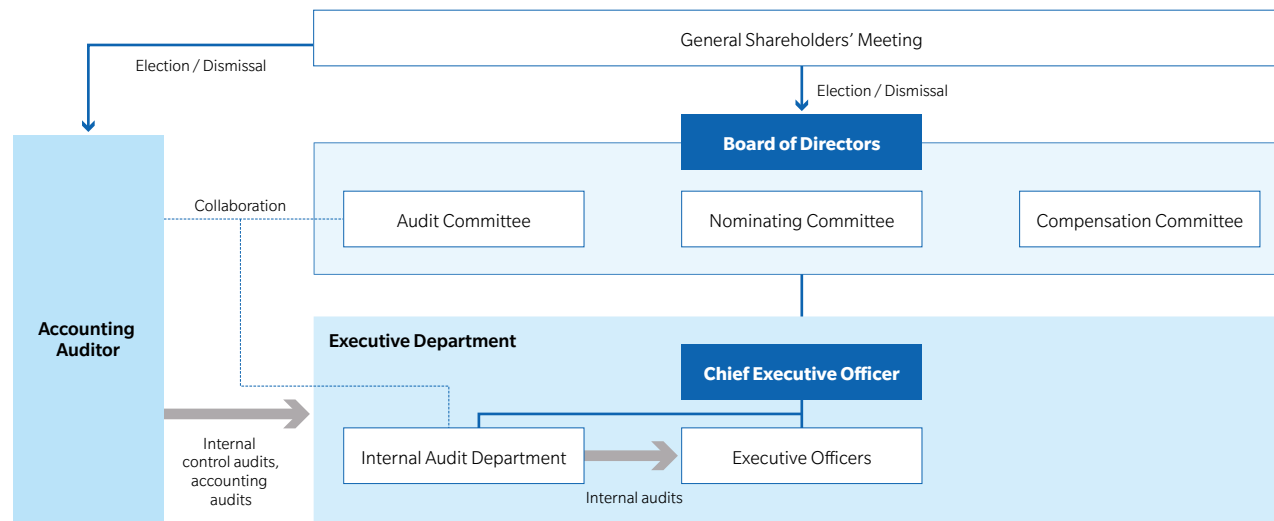 General Shareholders’ Meeting
Election / Dismissal
Election / Dismissal
Board of Directors
Collaboration
Audit Committee
Nominating Committee
Compensation Committee
Accounting
Auditor
Executive Department
Chief Executive Officer
Internal
control audits,
accounting
audits
Internal Audit Department
Executive Officers
Internal audits